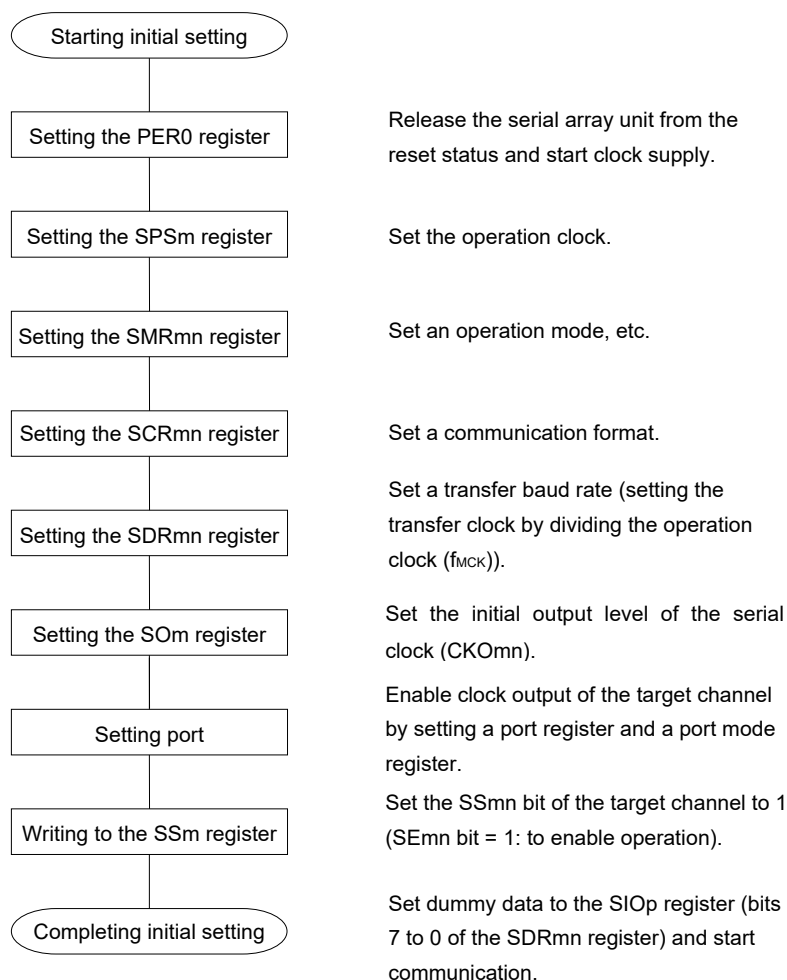 Starting initial setting
Setting the PER0 register
Release the serial array unit from the
reset status and start clock supply.
Setting the SPSm register
Set the operation clock.
Setting the SMRmn register
Set an operation mode, etc.
Setting the SCRmn register
Set a communication format.
Setting the SDRmn register
Set a transfer baud rate (setting the
transfer clock by dividing the operation
clock (fMCK)).
Setting the SOm register
Set the initial output level of the serial
clock (CKOmn).
Setting port
Enable clock output of the target channel
by setting a port register and a port mode
register.
Writing to the SSm register
Set the SSmn bit of the target channel to 1
(SEmn bit = 1: to enable operation).
Completing initial setting
Set dummy data to the SIOp register (bits
7 to 0 of the SDRmn register) and start
communication.